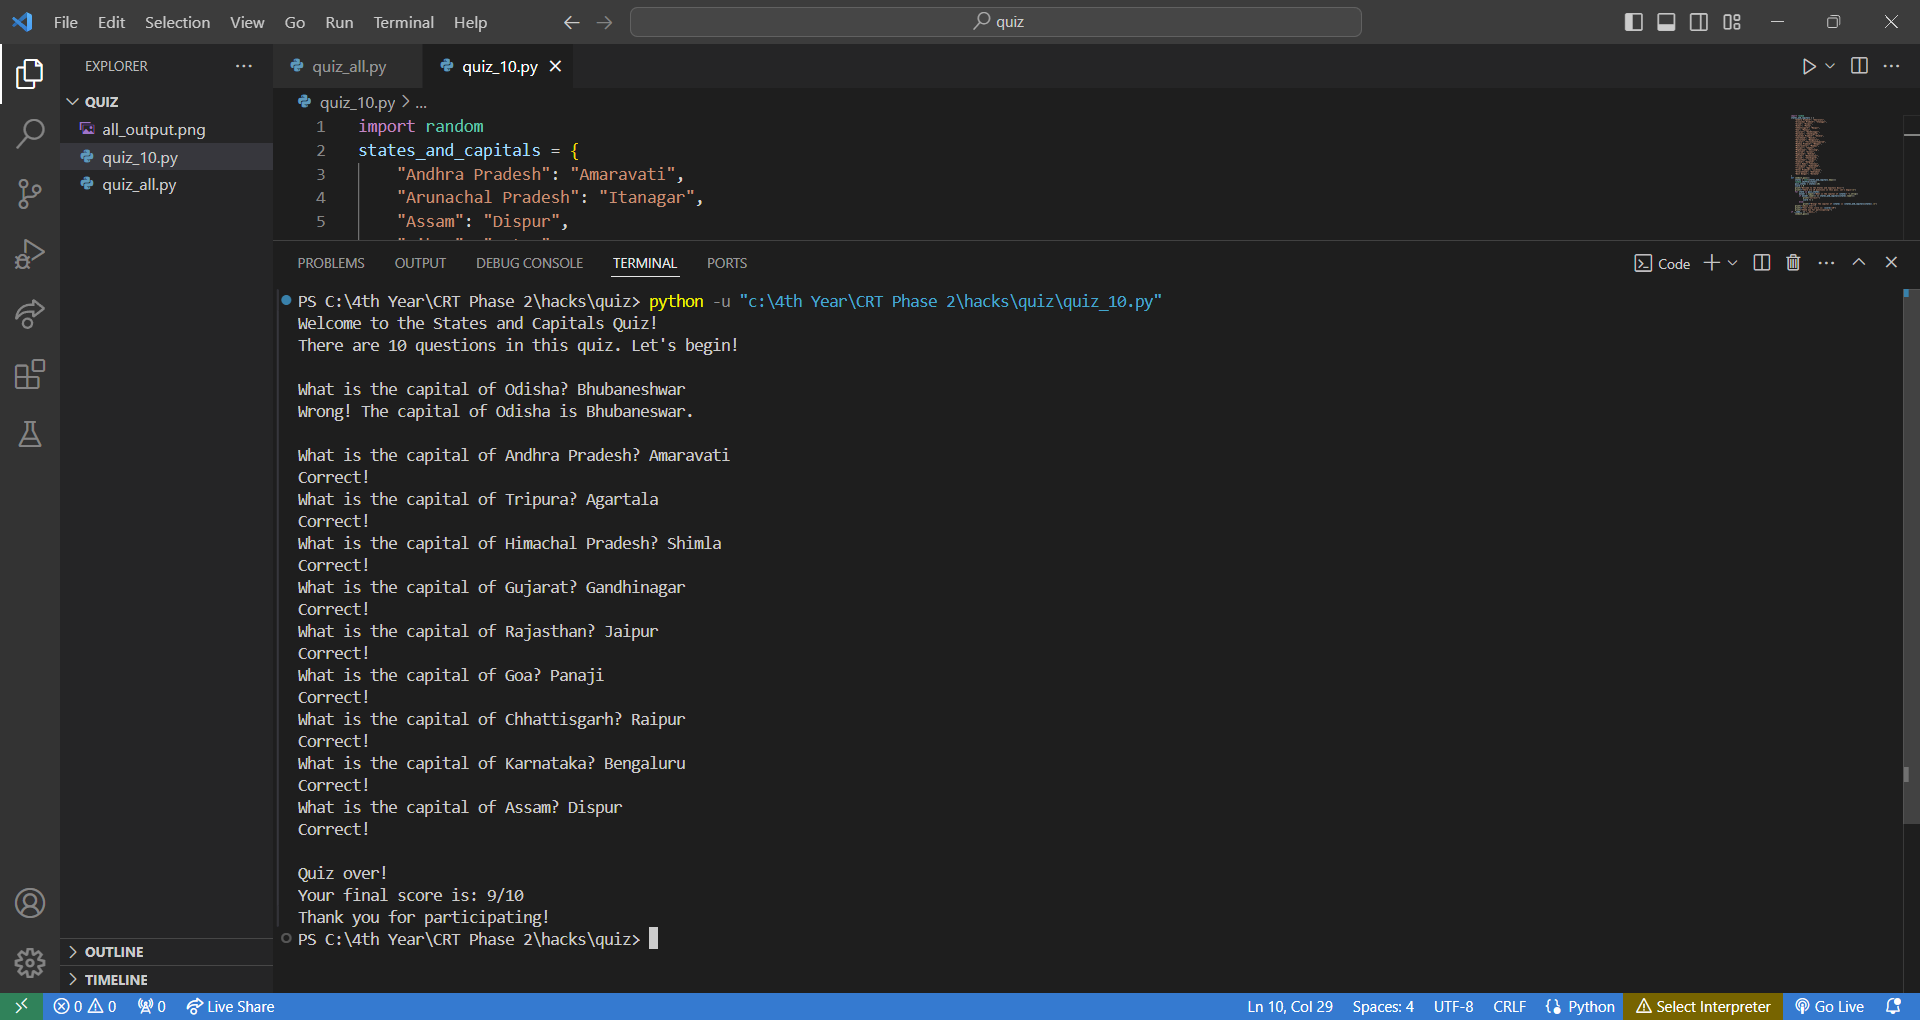 File Edit Selection View Go Run Terminal Help
quiz
EXPLORER
QUIZ
all_output.png
quiz_10.py
quiz_all.py
OUTLINE
TIMELINE
quiz_all.py quiz_10.py
quiz_10.py > ...
1 import random
2 states_and_capitals = {
3 "Andhra Pradesh": "Amaravati",
4 "Arunachal Pradesh": "Itanagar",
5 "Assam": "Dispur",
PROBLEMS OUTPUT DEBUG CONSOLE TERMINAL PORTS
Code
PS C:\4th Year\CRT Phase 2\hacks\quiz> python -u "c:\4th Year\CRT Phase 2\hacks\quiz\quiz_10.py"
Welcome to the States and Capitals Quiz!
There are 10 questions in this quiz. Let's begin!
What is the capital of Odisha? Bhubaneshwar
Wrong! The capital of Odisha is Bhubaneswar.
What is the capital of Andhra Pradesh? Amaravati
Correct!
What is the capital of Tripura? Agartala
Correct!
What is the capital of Himachal Pradesh? Shimla
Correct!
What is the capital of Gujarat? Gandhinagar
Correct!
What is the capital of Rajasthan? Jaipur
Correct!
What is the capital of Goa? Panaji
Correct!
What is the capital of Chhattisgarh? Raipur
Correct!
What is the capital of Karnataka? Bengaluru
Correct!
What is the capital of Assam? Dispur
Correct!
Quiz over!
Your final score is: 9/10
Thank you for participating!
PS C:\4th Year\CRT Phase 2\hacks\quiz>
0 0 0 Live Share Ln 10, Col 29 Spaces: 4 UTF-8 CRLF Python Select Interpreter Go Live